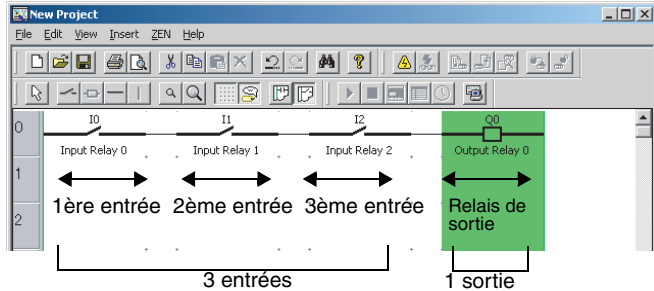 New Project
File Edit View Insert ZEN Help
0
I0 I1 I2 Q0
Input Relay 0 Input Relay 1 Input Relay 2 Output Relay 0
1
1ère entrée 2ème entrée 3ème entrée Relais de
sortie
2
3 entrées 1 sortie